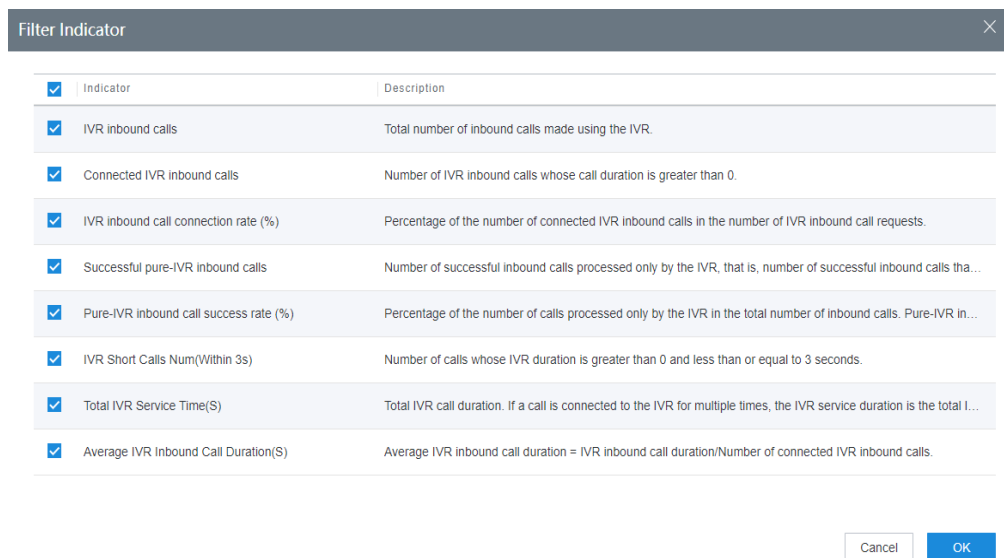 Filter Indicator
Indicator Description
IVR inbound calls Total number of inbound calls made using the IVR.
Connected IVR inbound calls Number of IVR inbound calls whose call duration is greater than 0.
IVR inbound call connection rate (%) Percentage of the number of connected IVR inbound calls in the number of IVR inbound call requests.
Successful pure-IVR inbound calls Number of successful inbound calls processed only by the IVR, that is, number of successful inbound calls tha...
Pure-IVR inbound call success rate (%) Percentage of the number of calls processed only by the IVR in the total number of inbound calls. Pure-IVR in...
IVR Short Calls Num(Within 3s) Number of calls whose IVR duration is greater than 0 and less than or equal to 3 seconds.
Total IVR Service Time(S) Total IVR call duration. If a call is connected to the IVR for multiple times, the IVR service duration is the total I...
Average IVR Inbound Call Duration(S) Average IVR inbound call duration = IVR inbound call duration/Number of connected IVR inbound calls.
Cancel OK